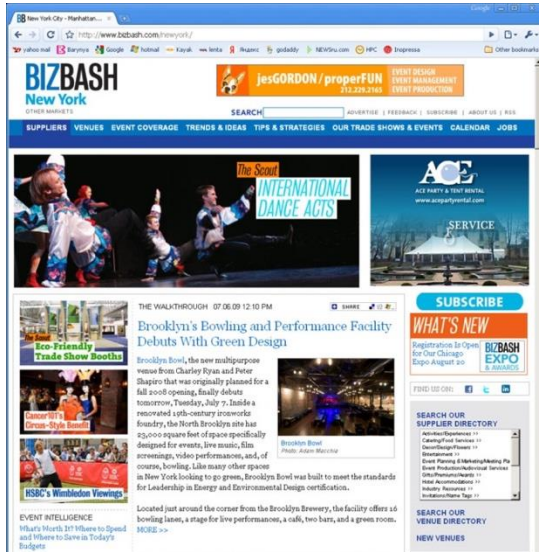 BB New York City - Manhattan...
Google
http://www.bizbash.com/newyork/
yahoo mail
Barynya
Google
hotmail
Kayak
lenta
Яндекс
godaddy
NEWSru.com
HPC
Inopressa
Other bookmarks
BIZBASH
New York
OTHER MARKETS
jesGORDON/properFUN
212.229.2165
EVENT DESIGN
EVENT MANAGEMENT
EVENT PRODUCTION
SEARCH
ADVERTISE | FEEDBACK | SUBSCRIBE | ABOUT US | RSS
SUPPLIERS VENUES EVENT COVERAGE TRENDS & IDEAS TIPS & STRATEGIES OUR TRADE SHOWS & EVENTS CALENDAR JOBS
The Scout
INTERNATIONAL
DANCE ACTS
ACE
ACE PARTY & TENT RENTAL
www.acepartyrental.com
SERVICE
The Scout
Eco-Friendly
Trade Show Booths
Cancer101's
Circus-Style Benefit
HSBC's Wimbledon Viewings
EVENT INTELLIGENCE
What's Worth It? Where to Spend
and Where to Save in Today's
Budgets
THE WALKTHROUGH 07.06.09 12:10 PM
SHARE
Brooklyn's Bowling and Performance Facility
Debuts With Green Design
Brooklyn Bowl, the new multipurpose
venue from Charley Ryan and Peter
Shapiro that was originally planned for a
fall 2008 opening, finally debuts
tomorrow, Tuesday, July 7. Inside a
renovated 19th-century ironworks
foundry, the North Brooklyn site has
23,000 square feet of space specifically
designed for events, live music, film
screenings, video performances, and, of
course, bowling. Like many other spaces
in New York looking to go green, Brooklyn Bowl was built to meet the standards
for Leadership in Energy and Environmental Design certification.
Brooklyn Bowl
Photo: Adam Macchia
Located just around the corner from the Brooklyn Brewery, the facility offers 16
bowling lanes, a stage for live performances, a café, two bars, and a green room.
MORE >>
SUBSCRIBE
WHAT'S NEW
Registration Is Open
for Our Chicago
Expo August 20
BIZBASH
EXPO
& AWARDS
FIND US ON:
SEARCH OUR
SUPPLIER DIRECTORY
Activities/Experiences >>
Catering/Food Services >>
Decor/Design/Flowers >>
Entertainment >>
Event Planning & Marketing/Meeting Pla
Event Production/Audiovisual Services
Gifts/Premiums/Awards >>
Hotel Accommodations >>
Industry Resources >>
Invitations/Name Tags >>
SEARCH OUR
VENUE DIRECTORY
NEW VENUES